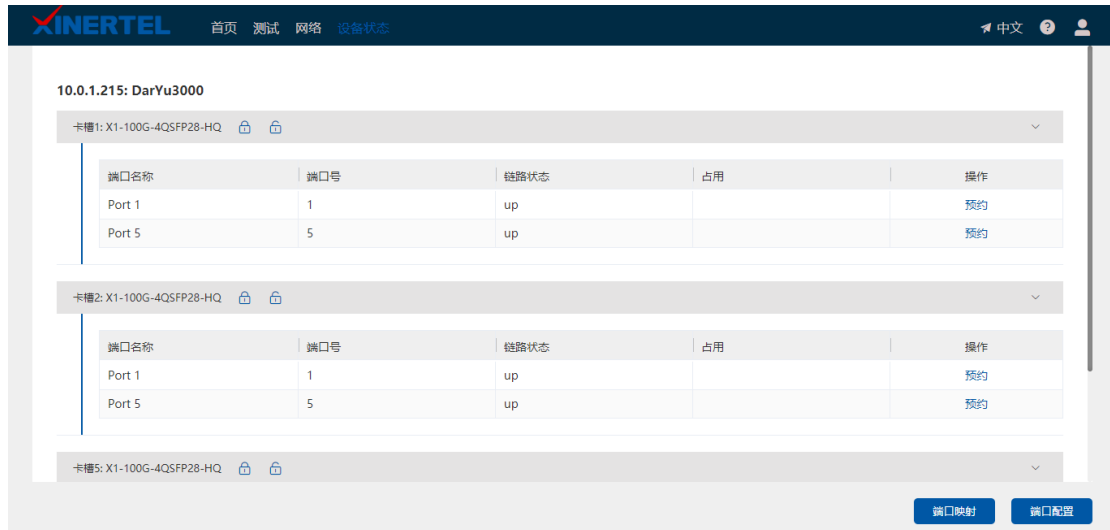 XINERTEL 首页 测试 网络 设备状态 中文 ?
10.0.1.215: DarYu3000
卡槽1: X1-100G-4QSFP28-HQ
端口名称 端口号 链路状态 占用 操作
Port 1 1 up 预约
Port 5 5 up 预约
卡槽2: X1-100G-4QSFP28-HQ
端口名称 端口号 链路状态 占用 操作
Port 1 1 up 预约
Port 5 5 up 预约
卡槽5: X1-100G-4QSFP28-HQ
端口映射 端口配置